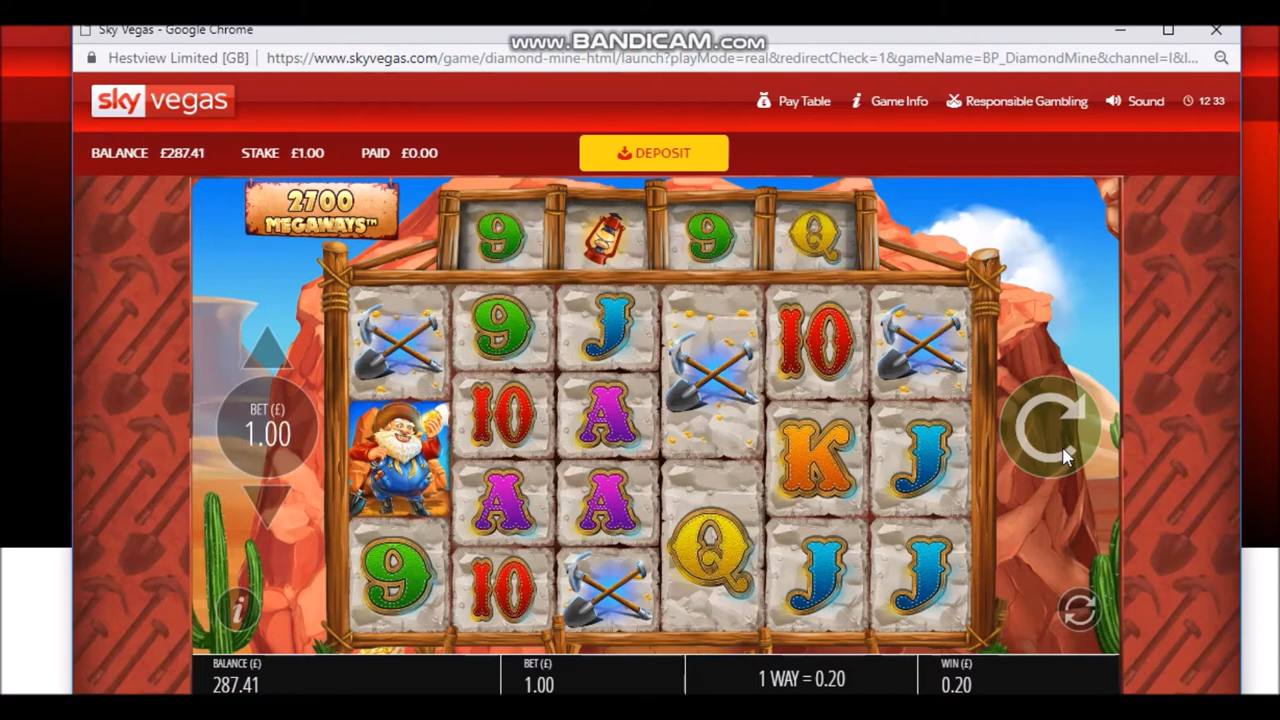 Sky Vegas - Google Chrome
www.BANDICAM.com
Hestview Limited [GB] https://www.skyvegas.com/game/diamond-mine-html/launch?playMode=real&redirectCheck=1&gameName=BP_DiamondMine&channel=I&l...
sky vegas
Pay Table Game Info Responsible Gambling Sound 12 33
BALANCE £287.41 STAKE £1.00 PAID £0.00 DEPOSIT
2700
MEGAWAYS™
9 9 Q
9 J 10
10 A
K J
A A
Q
9 10 J J
BET (£)
1.00
i
BALANCE (£) BET (£) WIN (£)
287.41 1.00 1 WAY = 0.20 0.20